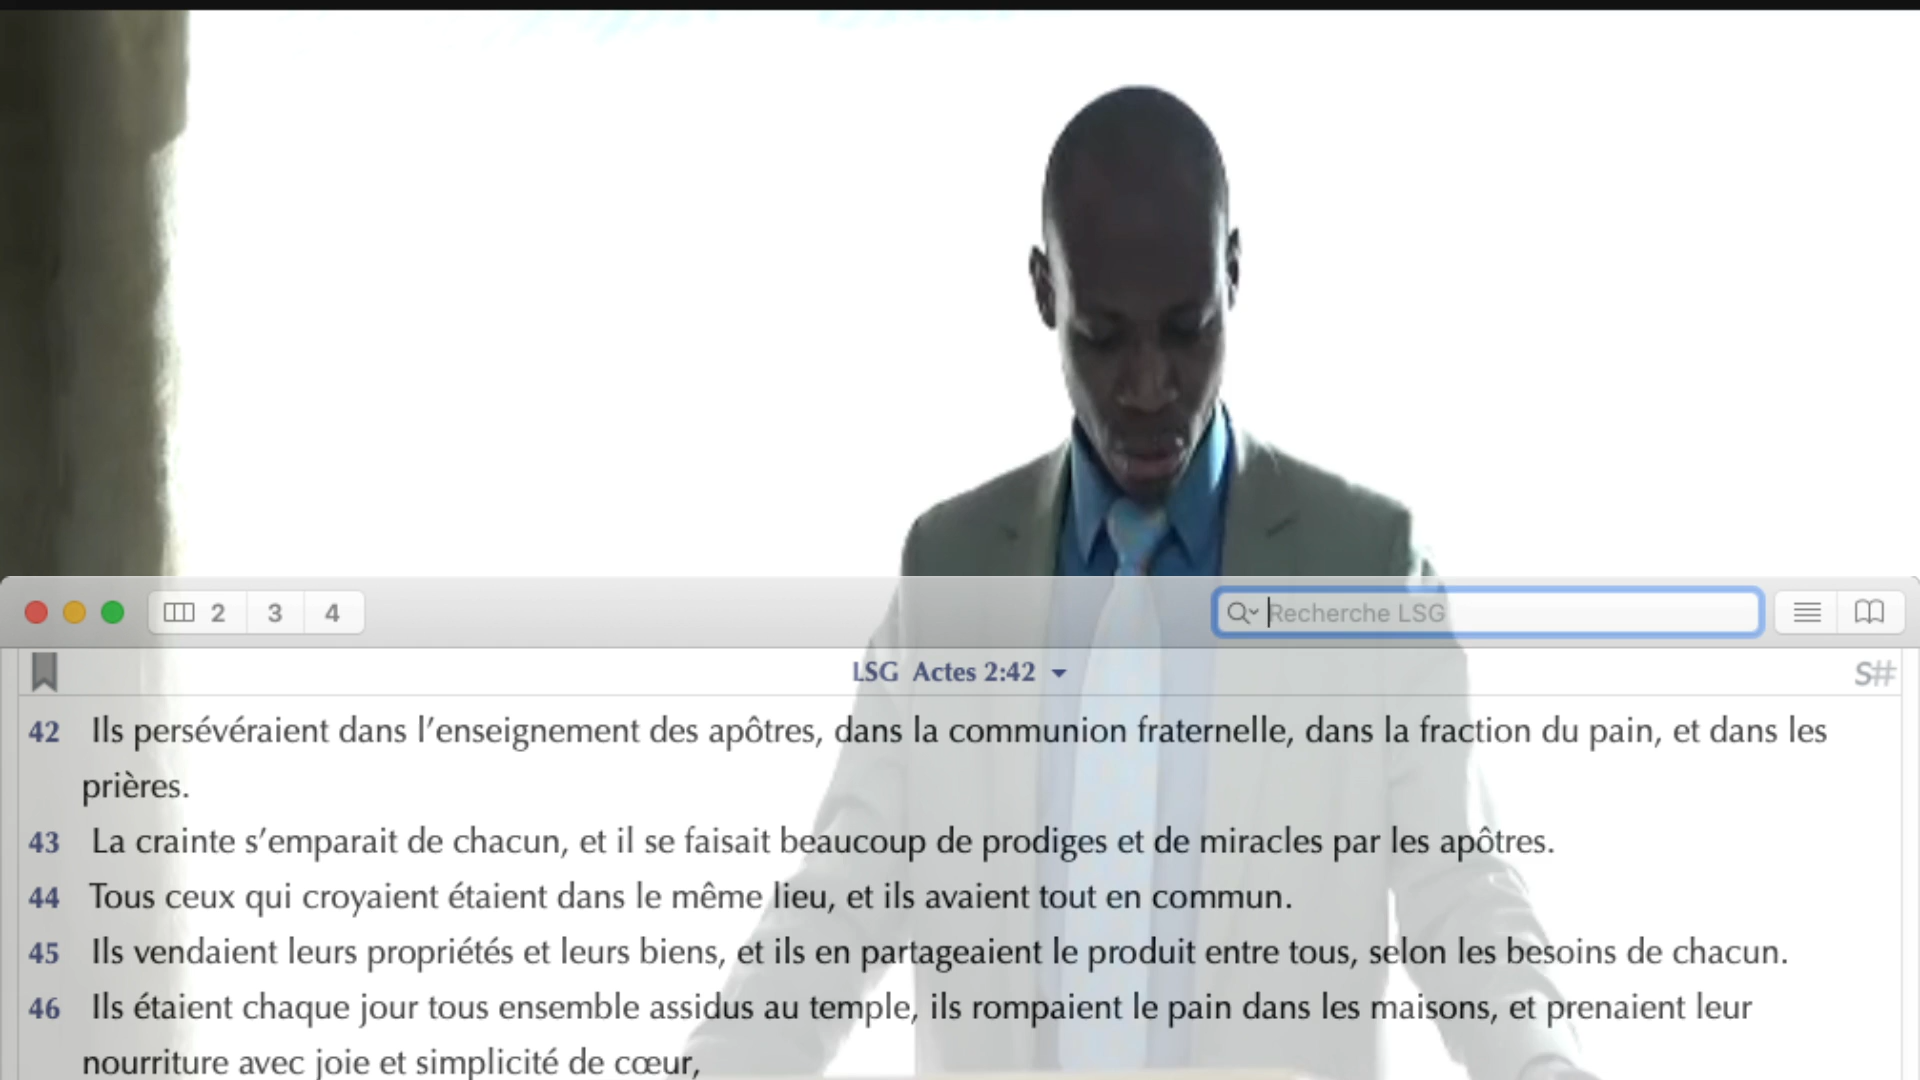 2 3 4 Recherche LSG
LSG Actes 2:42 S#
42 Ils persévéraient dans l’enseignement des apôtres, dans la communion fraternelle, dans la fraction du pain, et dans les
prières.
43 La crainte s’emparait de chacun, et il se faisait beaucoup de prodiges et de miracles par les apôtres.
44 Tous ceux qui croyaient étaient dans le même lieu, et ils avaient tout en commun.
45 Ils vendaient leurs propriétés et leurs biens, et ils en partageaient le produit entre tous, selon les besoins de chacun.
46 Ils étaient chaque jour tous ensemble assidus au temple, ils rompaient le pain dans les maisons, et prenaient leur
nourriture avec joie et simplicité de cœur,